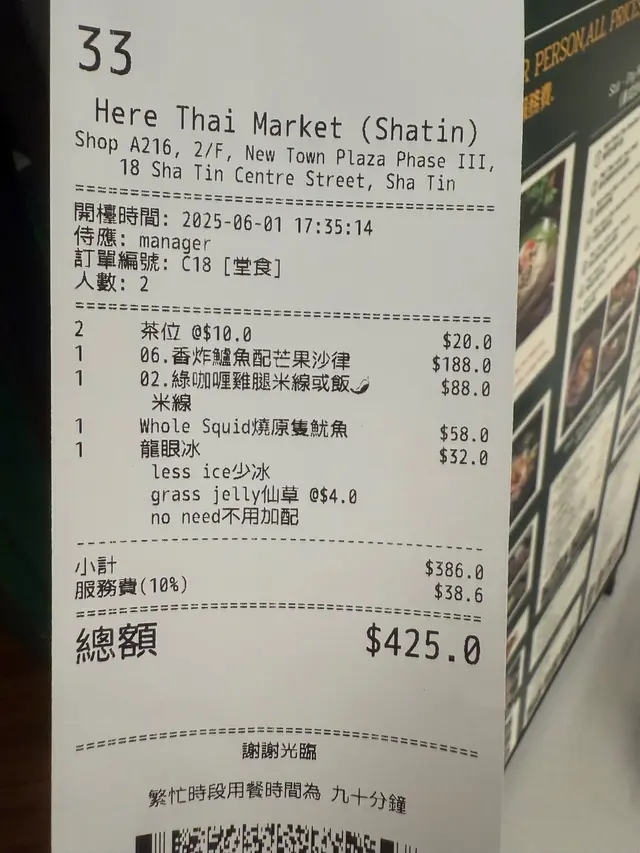 33
Here Thai Market (Shatin)
Shop A216, 2/F, New Town Plaza Phase III,
18 Sha Tin Centre Street, Sha Tin
開檯時間: 2025-06-01 17:35:14
侍應: manager
訂單編號: C18 [堂食]
人數: 2
2 茶位 @$10.0 $20.0
1 06.香炸鱸魚配芒果沙律 $188.0
1 02.綠咖喱雞腿米線或飯🌶 $88.0
米線
1 Whole Squid燒原隻魷魚 $58.0
1 龍眼冰 $32.0
less ice少冰
grass jelly仙草 @$4.0
no need不用加配
小計 $386.0
服務費(10%) $38.6
總額 $425.0
謝謝光臨
繁忙時段用餐時間為 九十分鐘
R PERSON,ALL PRICES